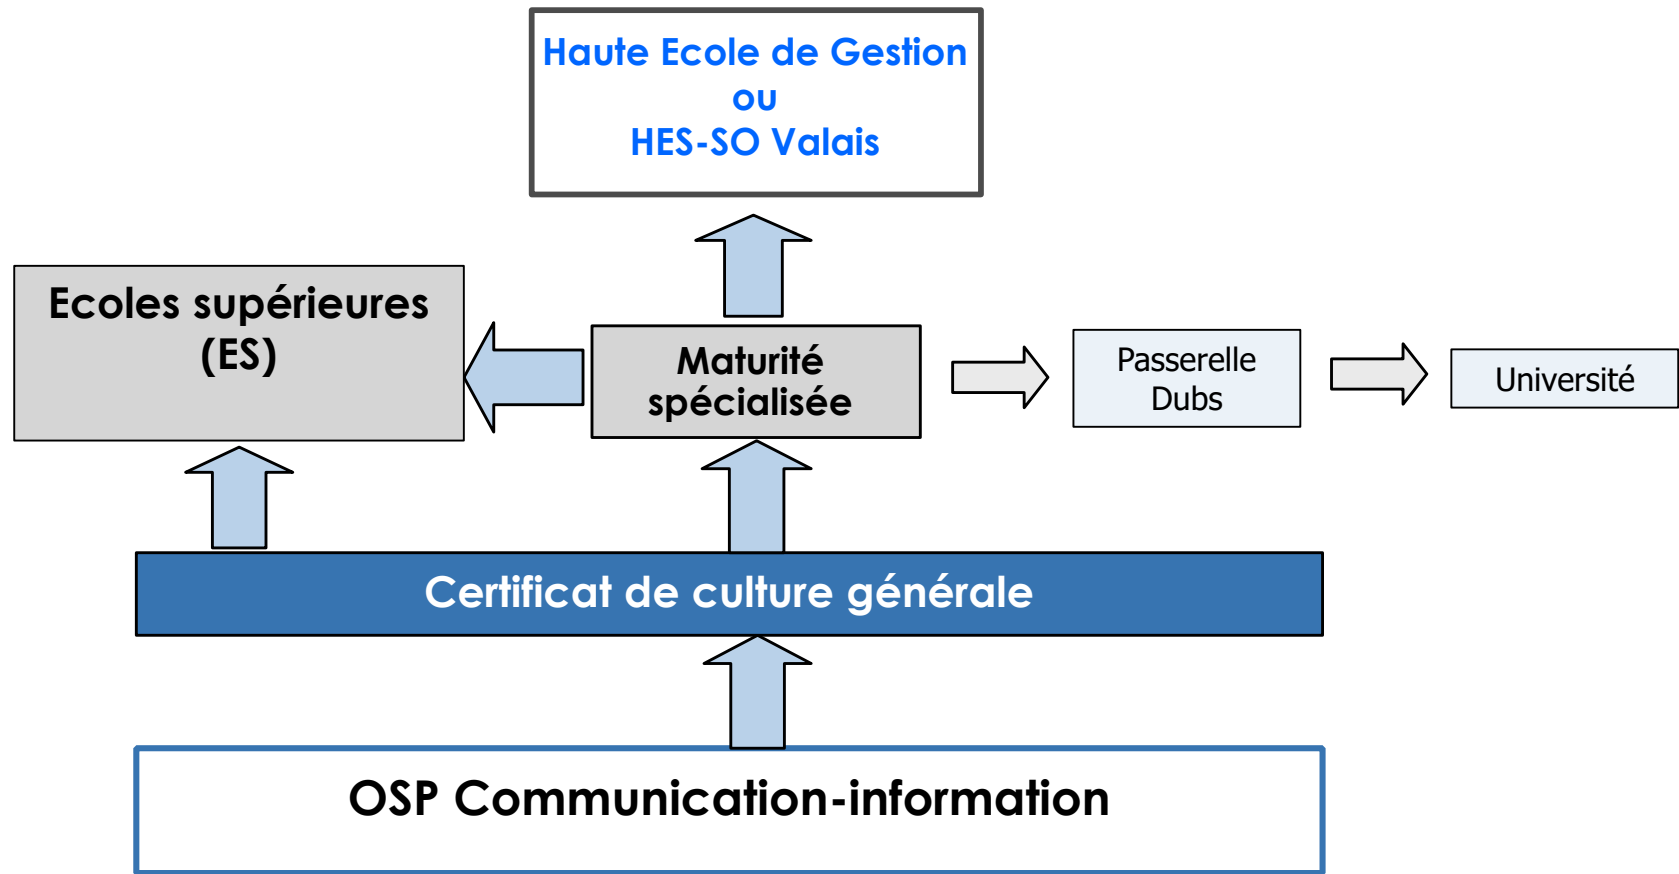 Haute Ecole de Gestion
ou
HES-SO Valais
Ecoles supérieures
(ES)
Maturité
spécialisée
Passerelle
Dubs
Université
Certificat de culture générale
OSP Communication-information